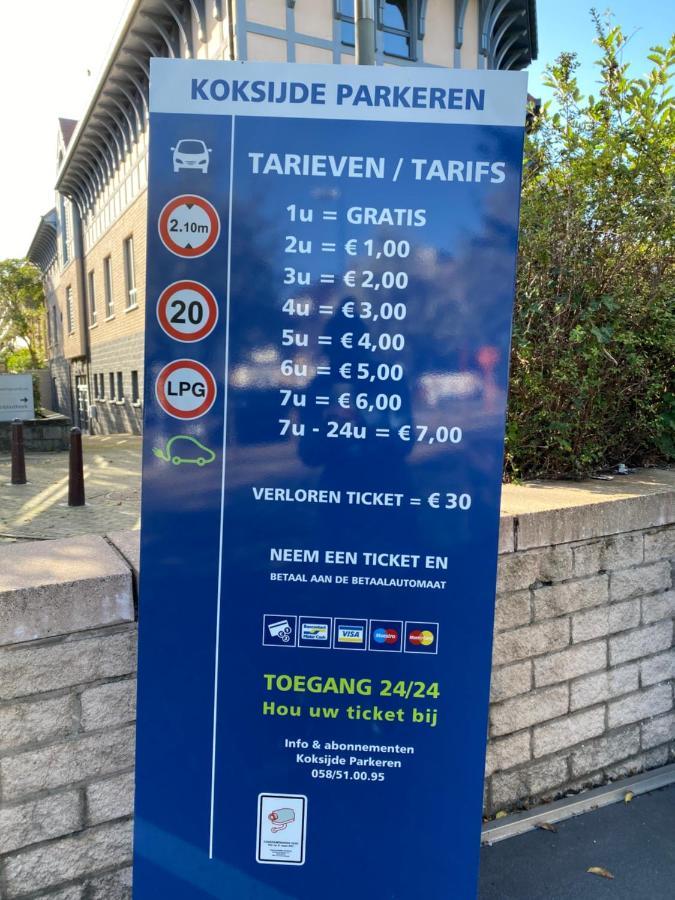 KOKSIJDE PARKEREN
TARIEVEN / TARIFS
2.10m
20
LPG
1u = GRATIS
2u = € 1,00
3u = € 2,00
4u = € 3,00
5u = € 4,00
6u = € 5,00
7u = € 6,00
7u - 24u = € 7,00
VERLOREN TICKET = € 30
NEEM EEN TICKET EN
BETAAL AAN DE BETAALAUTOMAAT
VISA
Maestro
MasterCard
TOEGANG 24/24
Hou uw ticket bij
Info & abonnementen
Koksijde Parkeren
058/51.00.95